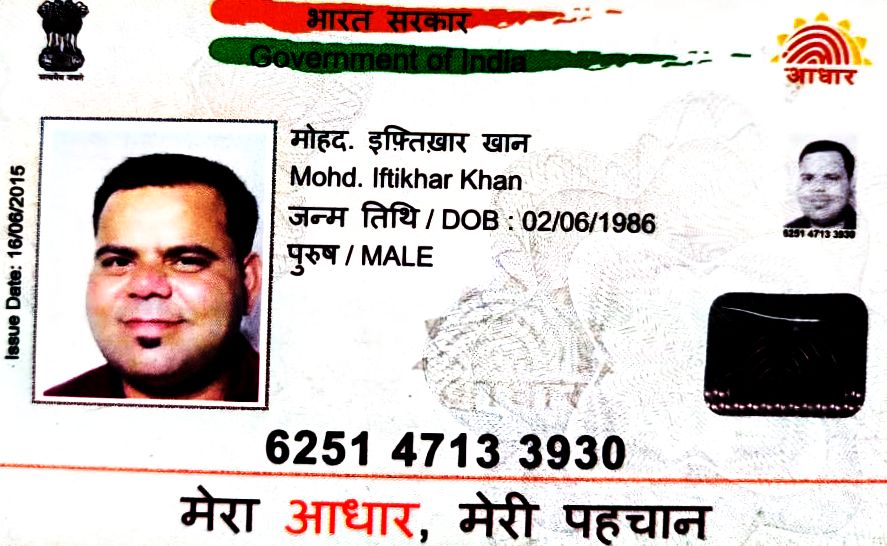 भारत सरकार
Government of India
सत्यमेव जयते
आधार
Issue Date: 16/06/2015
मोहद. इफ़्तिख़ार खान
Mohd. Iftikhar Khan
जन्म तिथि / DOB : 02/06/1986
पुरुष / MALE
6251 4713 3930
6251 4713 3930
मेरा आधार, मेरी पहचान